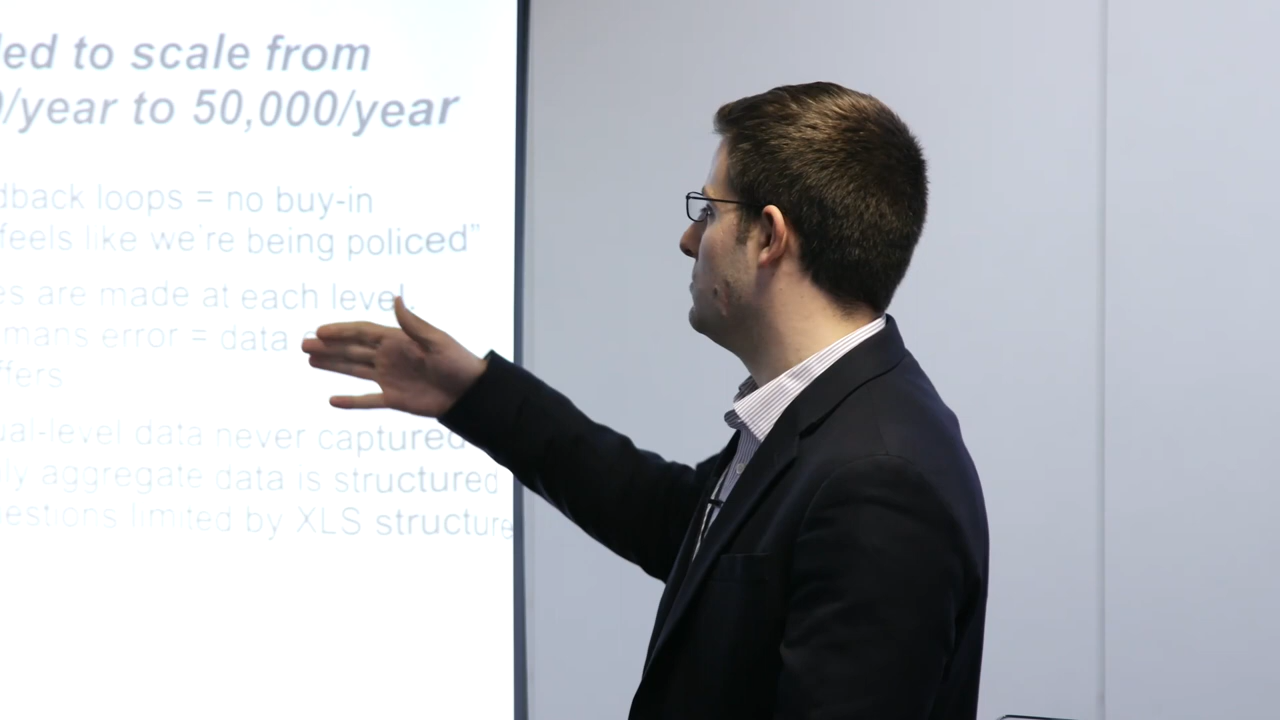 led to scale from
0/year to 50,000/year
dback loops = no buy-in
feels like we're being policed"
es are made at each level.
mans error = data
ffers
ual-level data never captured
ly aggregate data is structured
estions limited by XLS structure